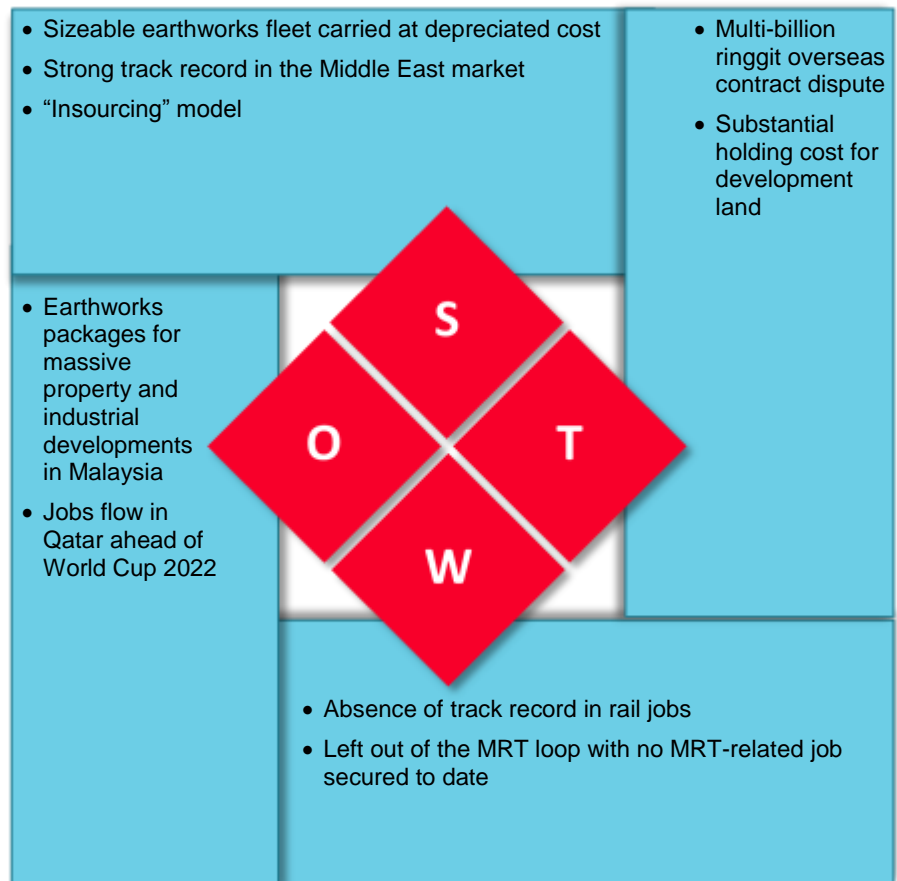 • Sizeable earthworks fleet carried at depreciated cost
• Strong track record in the Middle East market
• “Insourcing” model
• Multi-billion
ringgit overseas
contract dispute
• Substantial
holding cost for
development
land
S
O
T
W
• Earthworks
packages for
massive
property and
industrial
developments
in Malaysia
• Jobs flow in
Qatar ahead of
World Cup 2022
• Absence of track record in rail jobs
• Left out of the MRT loop with no MRT-related job
secured to date